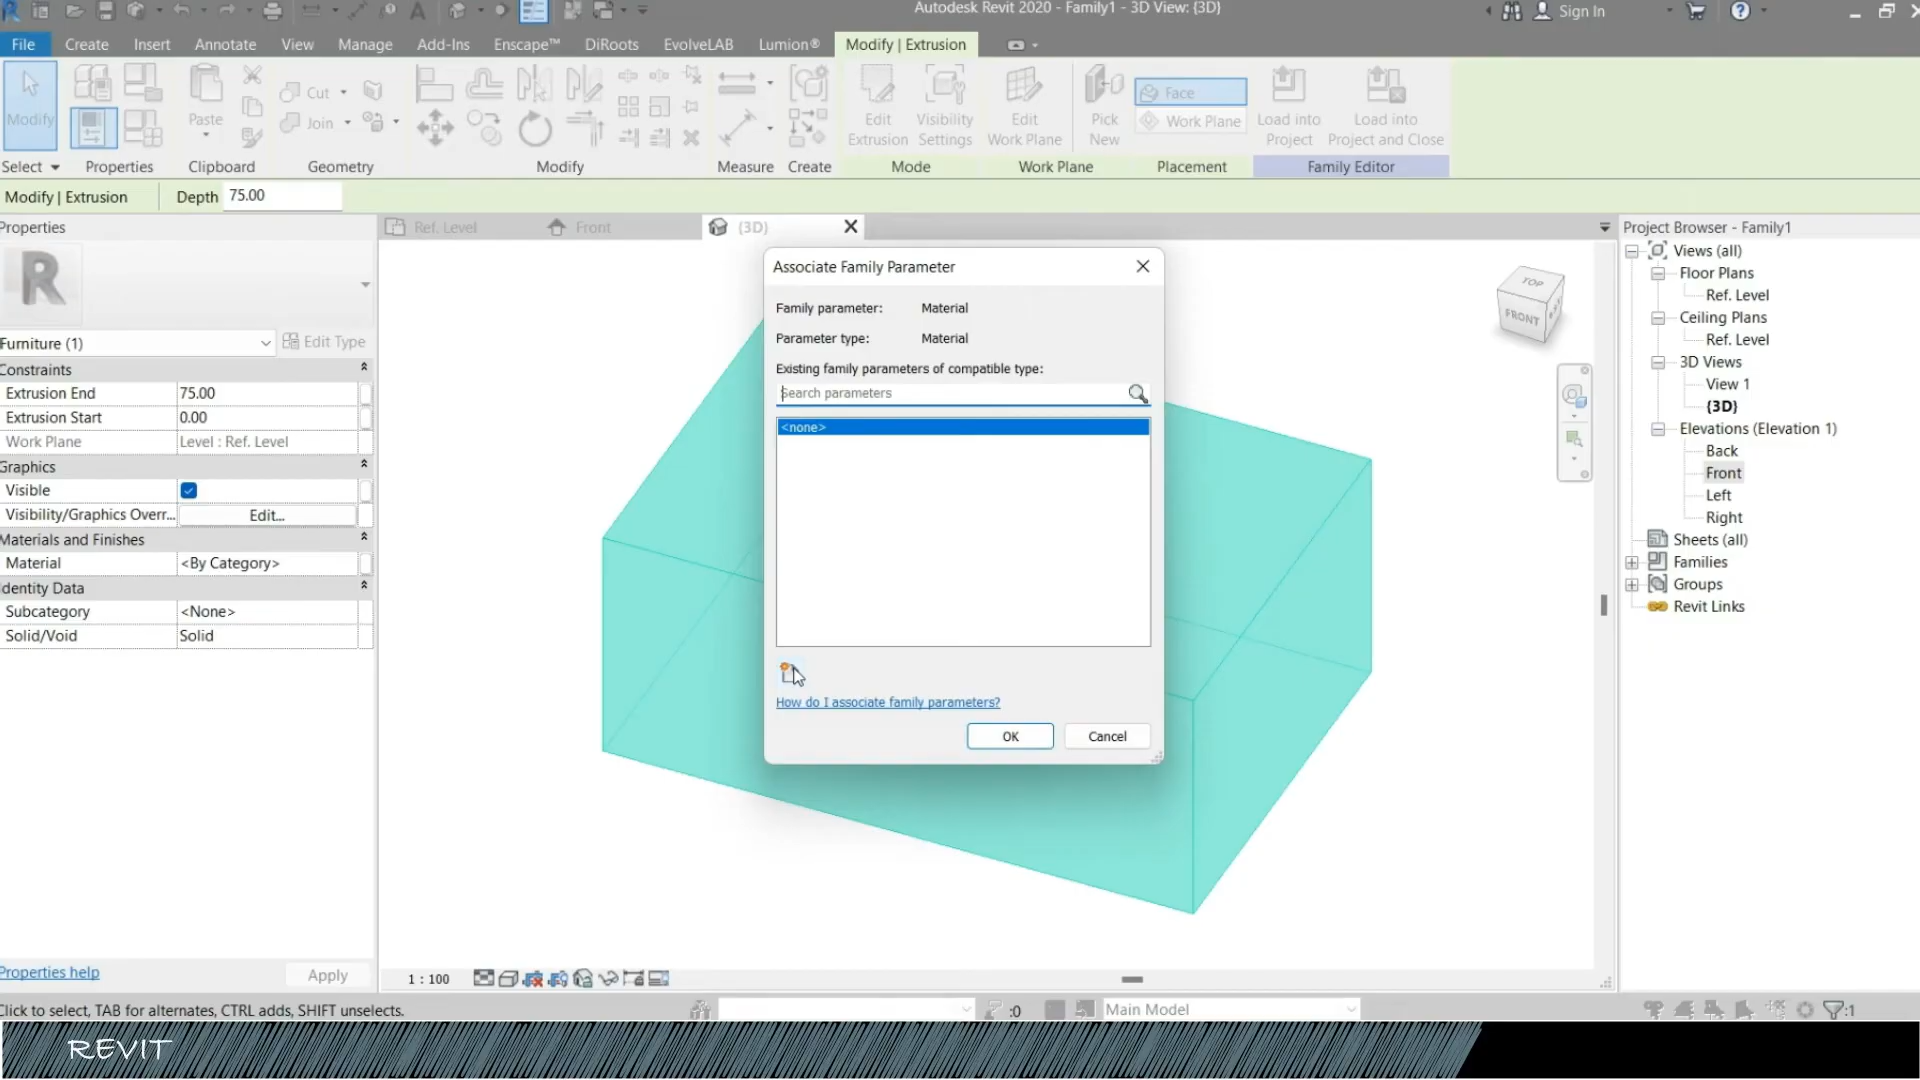 Autodesk Revit 2020 - Family1 - 3D View: {3D}
Sign In
File Create Insert Annotate View Manage Add-Ins Enscape™ DiRoots EvolveLAB Lumion® Modify | Extrusion
Modify
Paste
Cut
Join
Edit Extrusion
Visibility Settings
Edit Work Plane
Pick New
Face
Work Plane
Load into Project
Load into Project and Close
Select Properties Clipboard Geometry Modify Measure Create Mode Work Plane Placement Family Editor
Modify | Extrusion Depth 75.00
Properties
Ref. Level Front {3D}
Project Browser - Family1
R
Furniture (1) Edit Type
Constraints
Extrusion End 75.00
Extrusion Start 0.00
Work Plane Level : Ref. Level
Graphics
Visible
Visibility/Graphics Overr... Edit...
Materials and Finishes
Material <By Category>
Identity Data
Subcategory <None>
Solid/Void Solid
Properties help Apply
Associate Family Parameter
Family parameter: Material
Parameter type: Material
Existing family parameters of compatible type:
Search parameters
<none>
How do I associate family parameters?
OK Cancel
TOP
FRONT
Views (all)
Floor Plans
Ref. Level
Ceiling Plans
Ref. Level
3D Views
View 1
{3D}
Elevations (Elevation 1)
Back
Front
Left
Right
Sheets (all)
Families
Groups
Revit Links
1 : 100
Click to select, TAB for alternates, CTRL adds, SHIFT unselects.
:0
Main Model
:1
REVIT